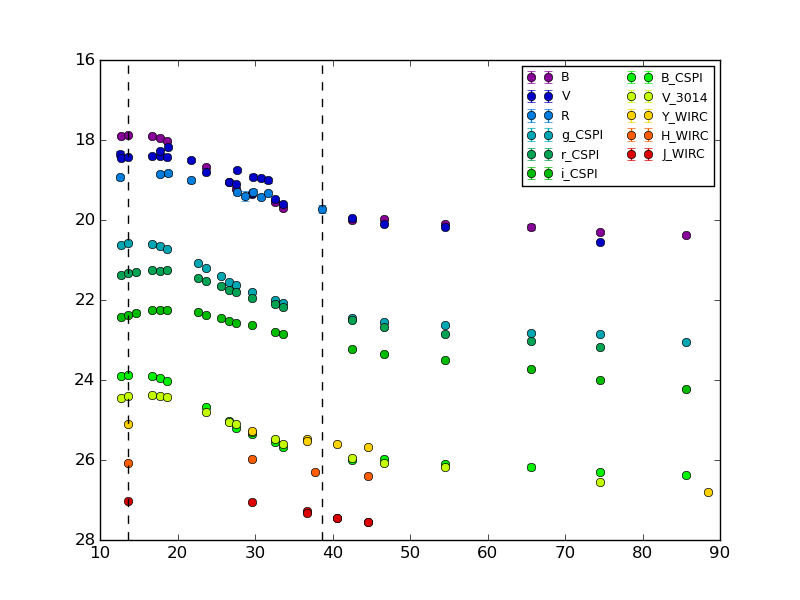 16
18
20
22
24
26
28
10 20 30 40 50 60 70 80 90
B
V
R
g_CSPI
r_CSPI
i_CSPI
B_CSPI
V_3014
Y_WIRC
H_WIRC
J_WIRC